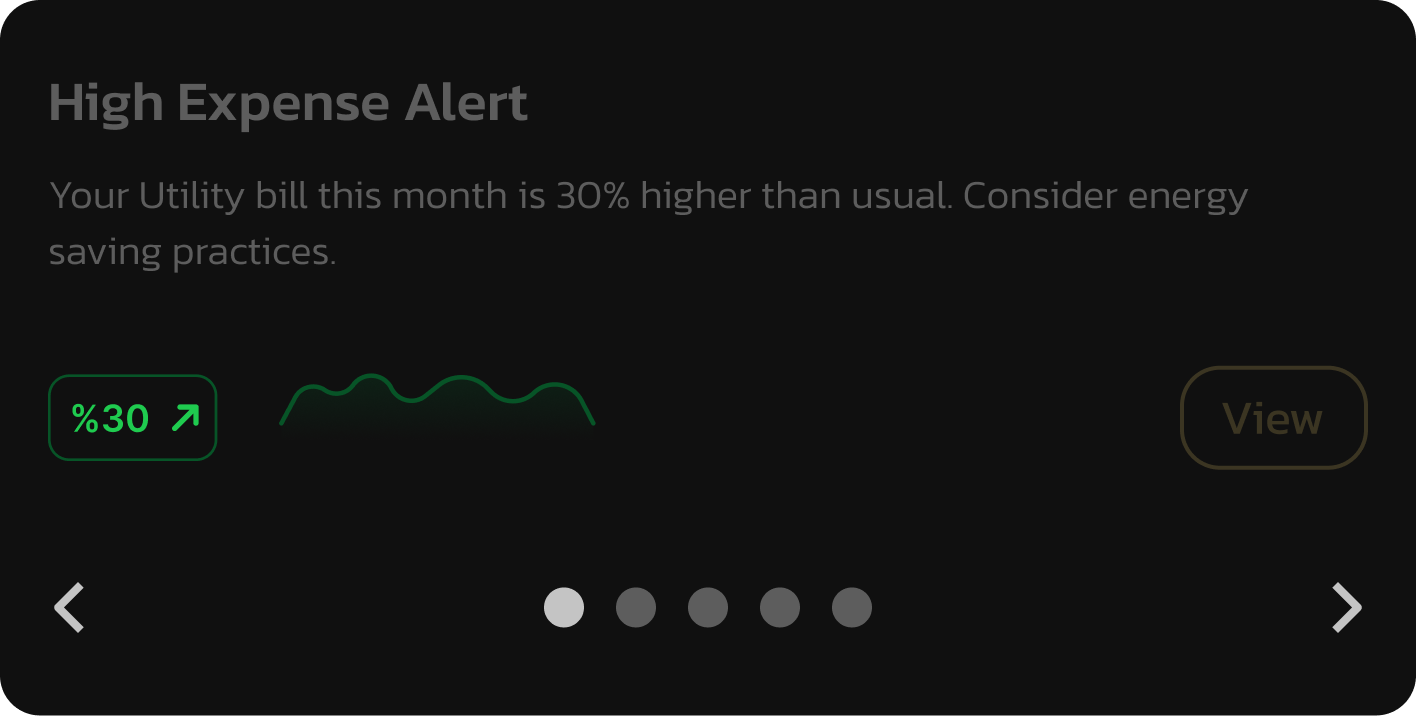 High Expense Alert
Your Utility bill this month is 30% higher than usual. Consider energy
saving practices.
%30
View